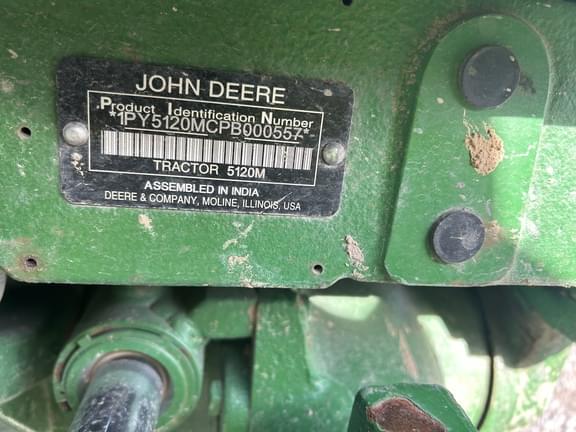 JOHN DEERE
Product Identification Number
*1PY5120MCPB000557*
TRACTOR 5120M
ASSEMBLED IN INDIA
DEERE & COMPANY, MOLINE, ILLINOIS, USA